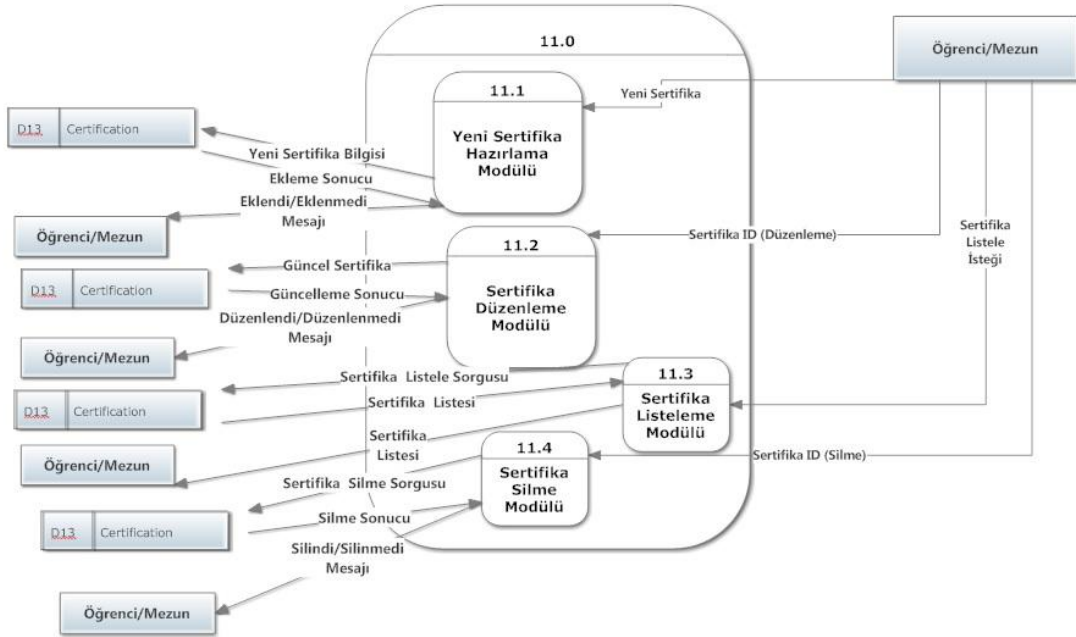 11.0
Öğrenci/Mezun
11.1
Yeni Sertifika
Hazırlama
Modülü
Yeni Sertifika
D13 Certification
Yeni Sertifika Bilgisi
Ekleme Sonucu
Eklendi/Eklenmedi
Mesajı
Öğrenci/Mezun
11.2
Sertifika
Düzenleme
Modülü
Sertifika ID (Düzenleme)
Sertifika
Listele
İsteği
D13 Certification
Güncel Sertifika
Güncelleme Sonucu
Düzenlendi/Düzenlenmedi
Mesajı
Öğrenci/Mezun
11.3
Sertifika
Listeleme
Modülü
D13 Certification
Sertifika Listele Sorgusu
Sertifika Listesi
Sertifika
Listesi
Öğrenci/Mezun
11.4
Sertifika
Silme
Modülü
Sertifika ID (Silme)
Sertifika Silme Sorgusu
D13 Certification
Silme Sonucu
Silindi/Silinmedi
Mesajı
Öğrenci/Mezun